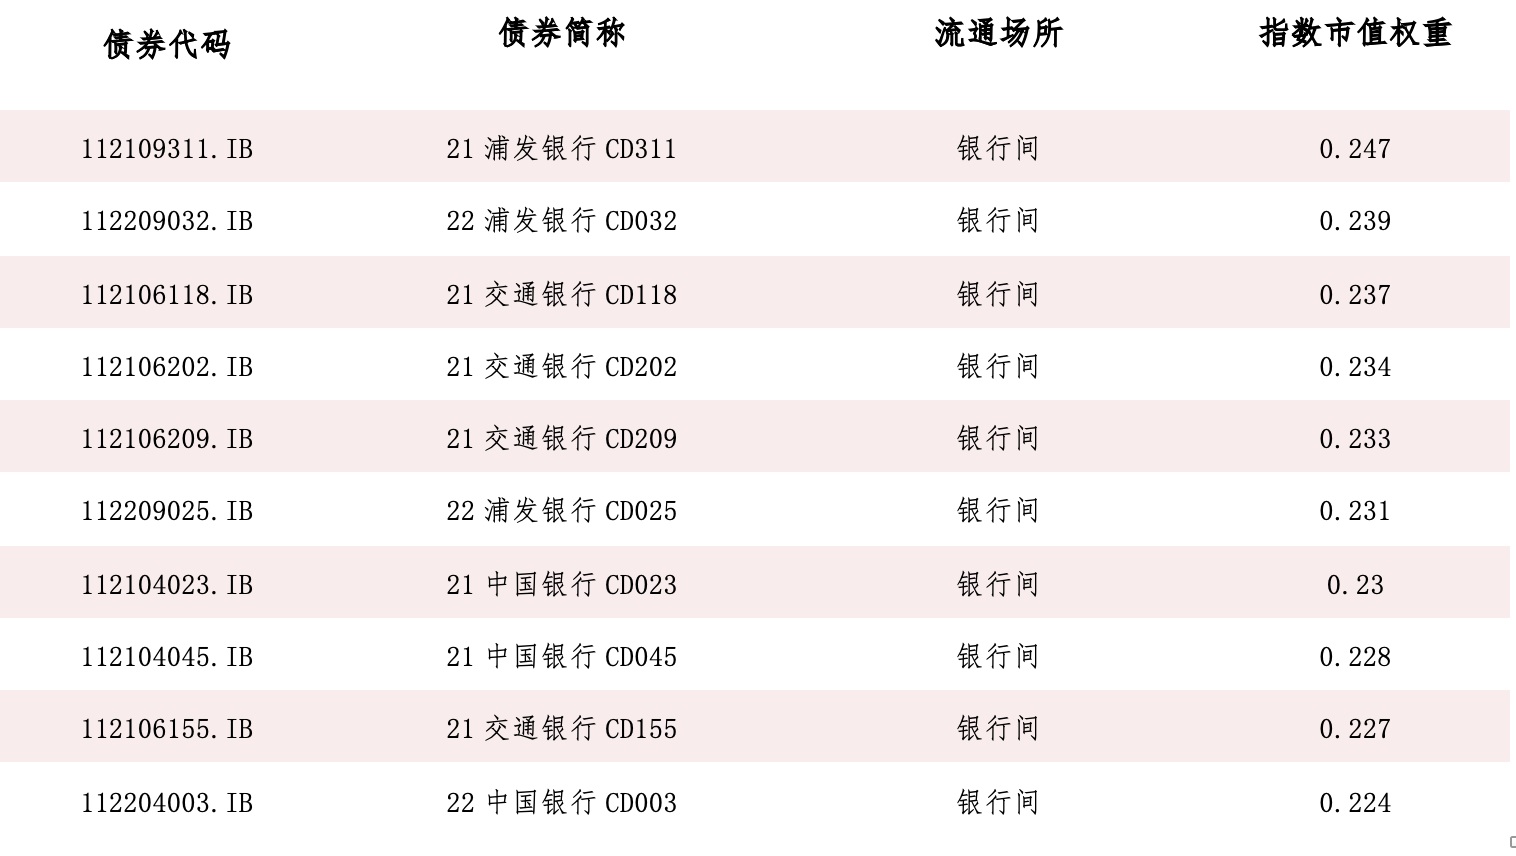 债券代码 债券简称 流通场所 指数市值权重
112109311.IB 21 浦发银行 CD311 银行间 0.247
112209032.IB 22 浦发银行 CD032 银行间 0.239
112106118.IB 21 交通银行 CD118 银行间 0.237
112106202.IB 21 交通银行 CD202 银行间 0.234
112106209.IB 21 交通银行 CD209 银行间 0.233
112209025.IB 22 浦发银行 CD025 银行间 0.231
112104023.IB 21 中国银行 CD023 银行间 0.23
112104045.IB 21 中国银行 CD045 银行间 0.228
112106155.IB 21 交通银行 CD155 银行间 0.227
112204003.IB 22 中国银行 CD003 银行间 0.224